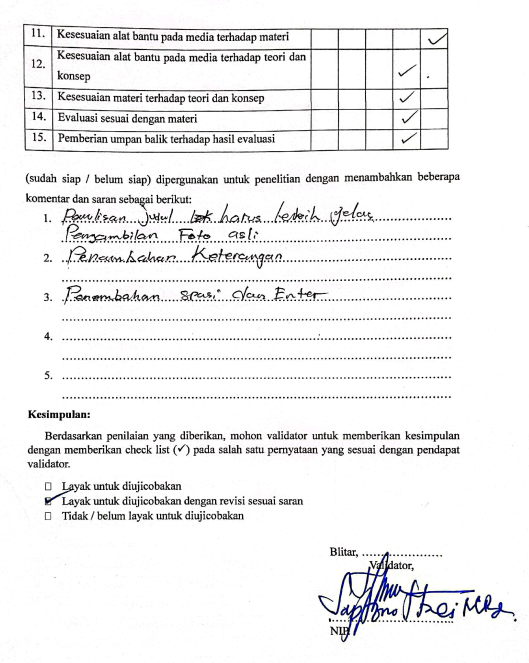 11. Kesesuaian alat bantu pada media terhadap materi ✓
12. Kesesuaian alat bantu pada media terhadap teori dan
konsep ✓
13. Kesesuaian materi terhadap teori dan konsep ✓
14. Evaluasi sesuai dengan materi ✓
15. Pemberian umpan balik terhadap hasil evaluasi ✓
(sudah siap / belum siap) dipergunakan untuk penelitian dengan menambahkan beberapa
komentar dan saran sebagai berikut:
1. Penulisan judul harus lebih jelas
Pengambilan Foto asli
2. Penambahan Keterangan
3. Penambahan spasi dan Enter
4.
5.
Kesimpulan:
Berdasarkan penilaian yang diberikan, mohon validator untuk memberikan kesimpulan
dengan memberikan check list (✓) pada salah satu pernyataan yang sesuai dengan pendapat
validator.
□ Layak untuk diujicobakan
☑ Layak untuk diujicobakan dengan revisi sesuai saran
□ Tidak / belum layak untuk diujicobakan
Blitar, ........................
Validator,
NIP